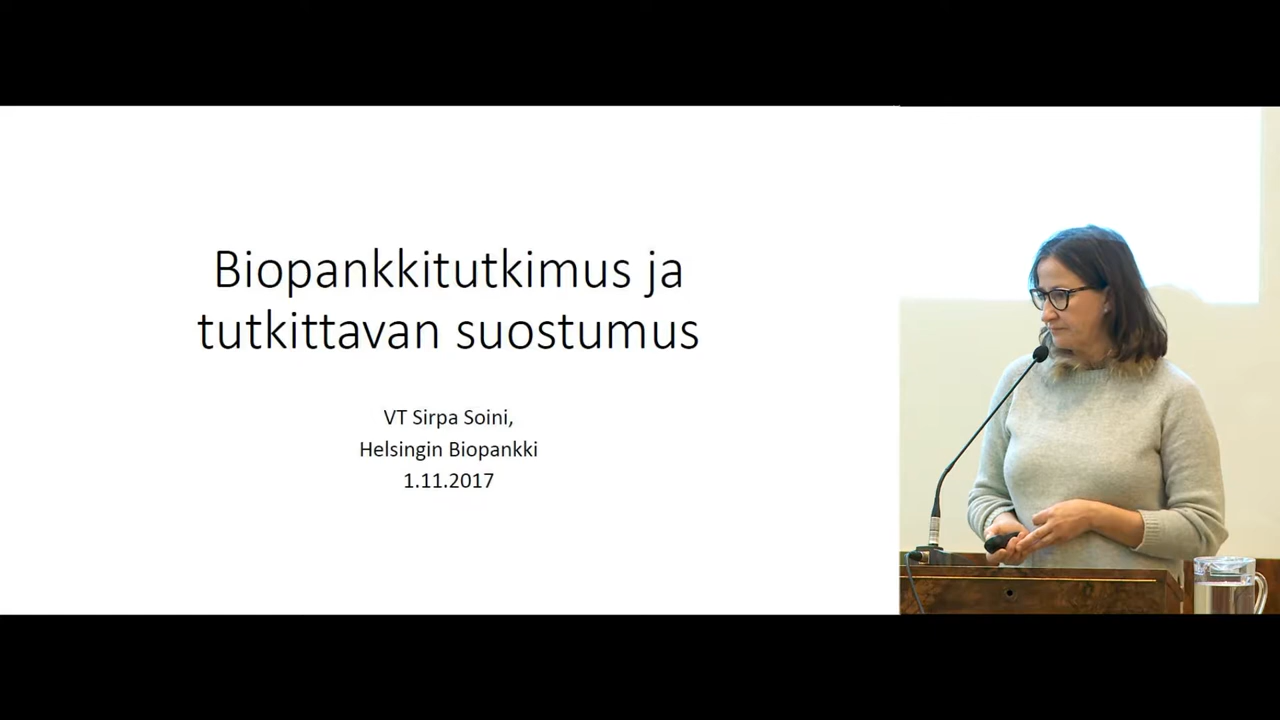 Biopankkitutkimus ja
tutkittavan suostumus
VT Sirpa Soini,
Helsingin Biopankki
1.11.2017